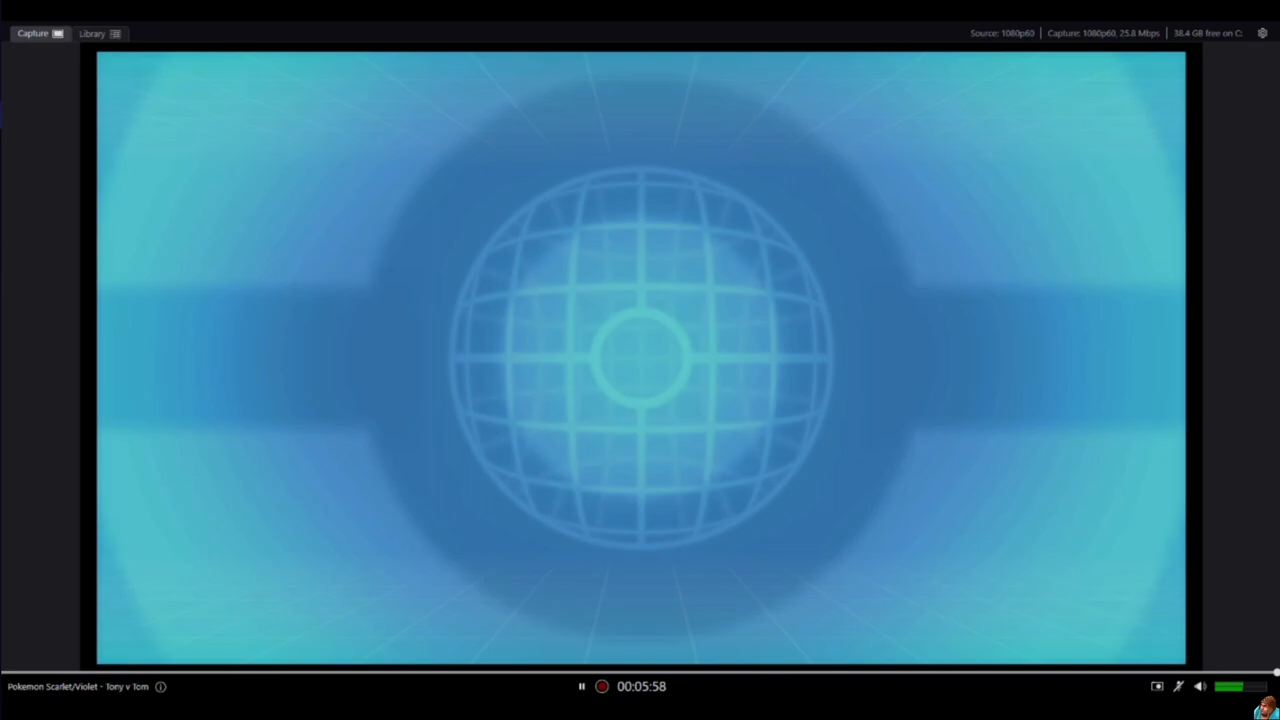 Capture
Library
Source: 1080p60 | Capture: 1080p60, 25.8 Mbps | 38.4 GB free on C:
Pokemon Scarlet/Violet - Tony v Tom
00:05:58